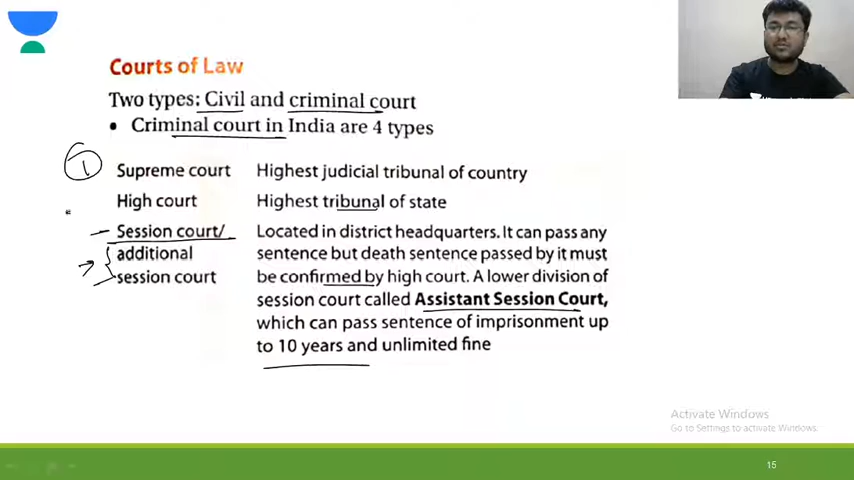 Courts of Law
Two types: Civil and criminal court
• Criminal court in India are 4 types
1
Supreme court Highest judicial tribunal of country
High court Highest tribunal of state
Session court/ Located in district headquarters. It can pass any
additional sentence but death sentence passed by it must
session court be confirmed by high court. A lower division of
session court called Assistant Session Court,
which can pass sentence of imprisonment up
to 10 years and unlimited fine
Activate Windows
Go to Settings to activate Windows.
15